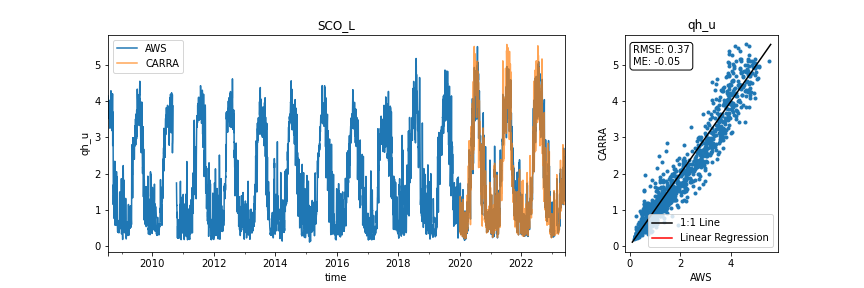 SCO_L
qh_u
AWS
CARRA
5
4
3
2
1
0
qh_u
2010
2012
2014
2016
2018
2020
2022
time
qh_u
RMSE: 0.37
ME: -0.05
5
4
3
2
1
0
CARRA
1:1 Line
Linear Regression
0
2
4
AWS